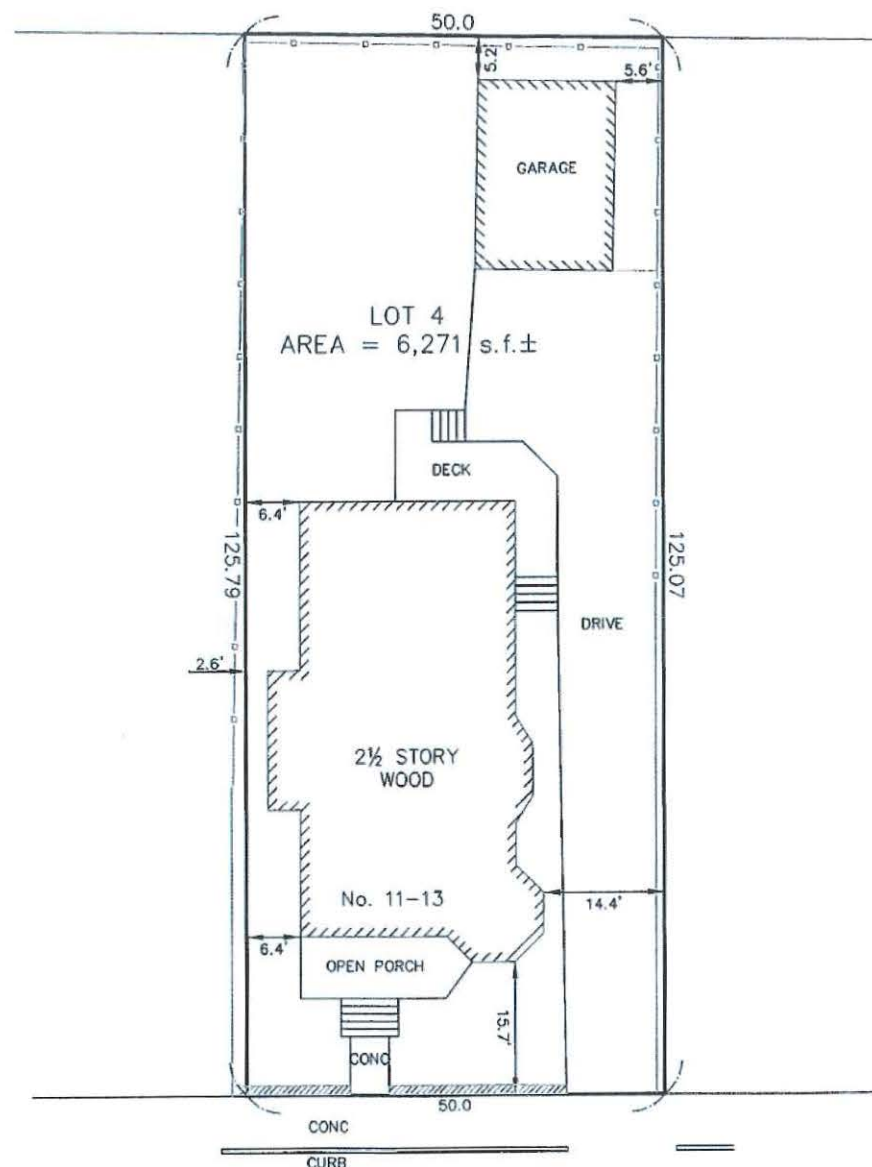 50.0
5.2'
5.6'
GARAGE
LOT 4
AREA = 6,271 s.f.±
DECK
6.4'
125.79
125.07
DRIVE
2.6'
2½ STORY
WOOD
No. 11-13
14.4'
6.4'
OPEN PORCH
15.7'
CONC
50.0
CONC
CURB